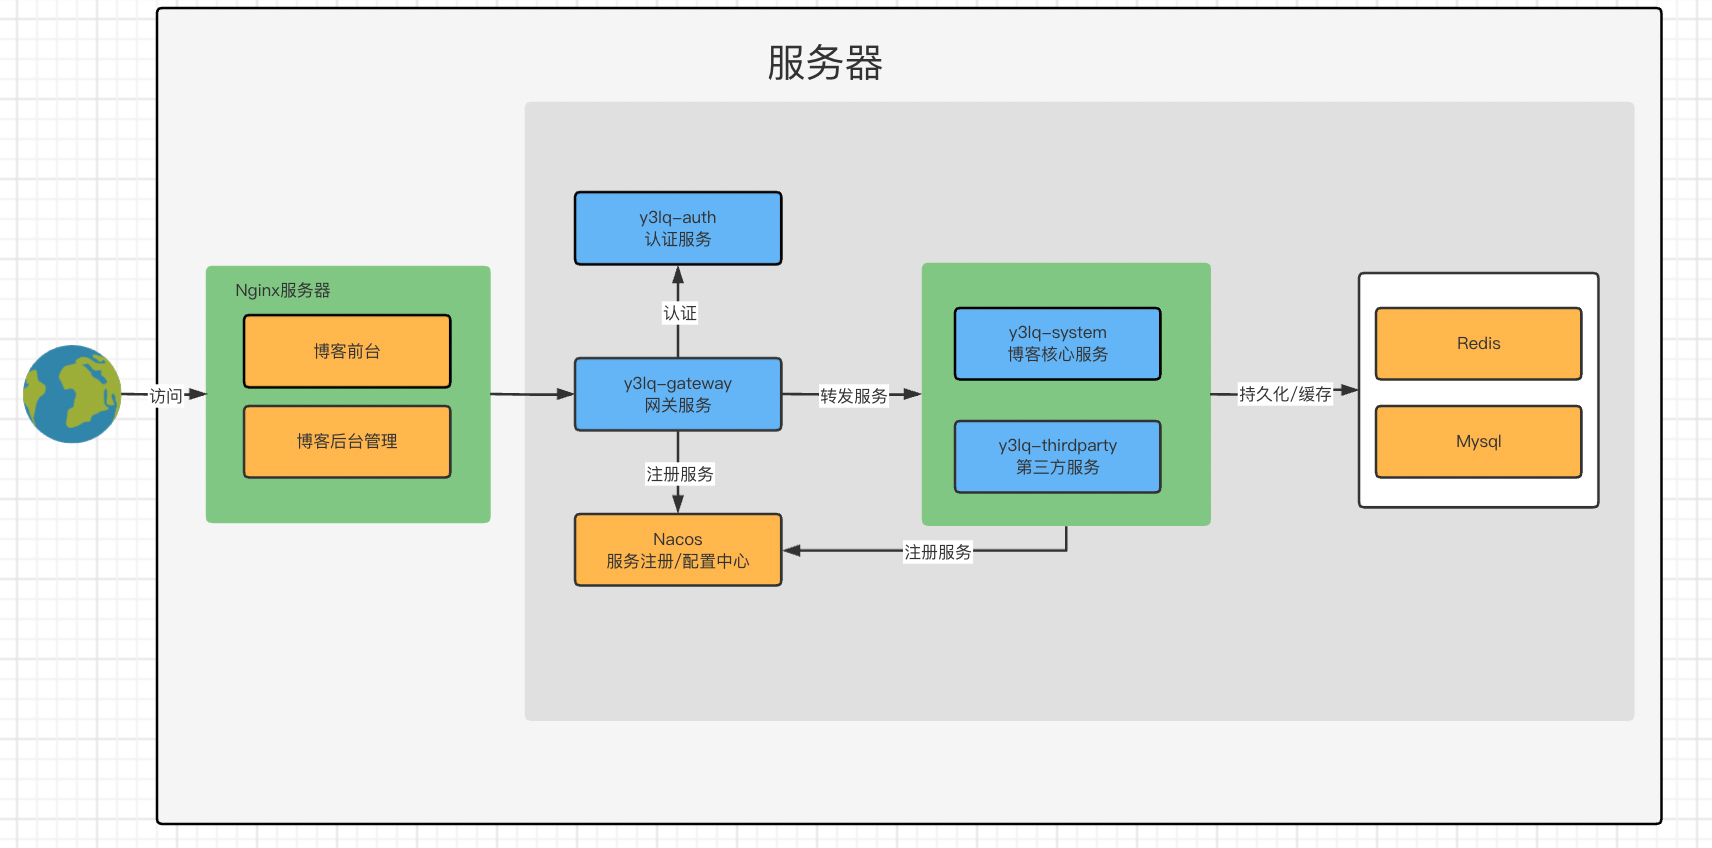 服务器
访问
Nginx服务器
博客前台
博客后台管理
y3lq-auth
认证服务
认证
y3lq-gateway
网关服务
注册服务
Nacos
服务注册/配置中心
转发服务
y3lq-system
博客核心服务
y3lq-thirdparty
第三方服务
注册服务
持久化/缓存
Redis
Mysql